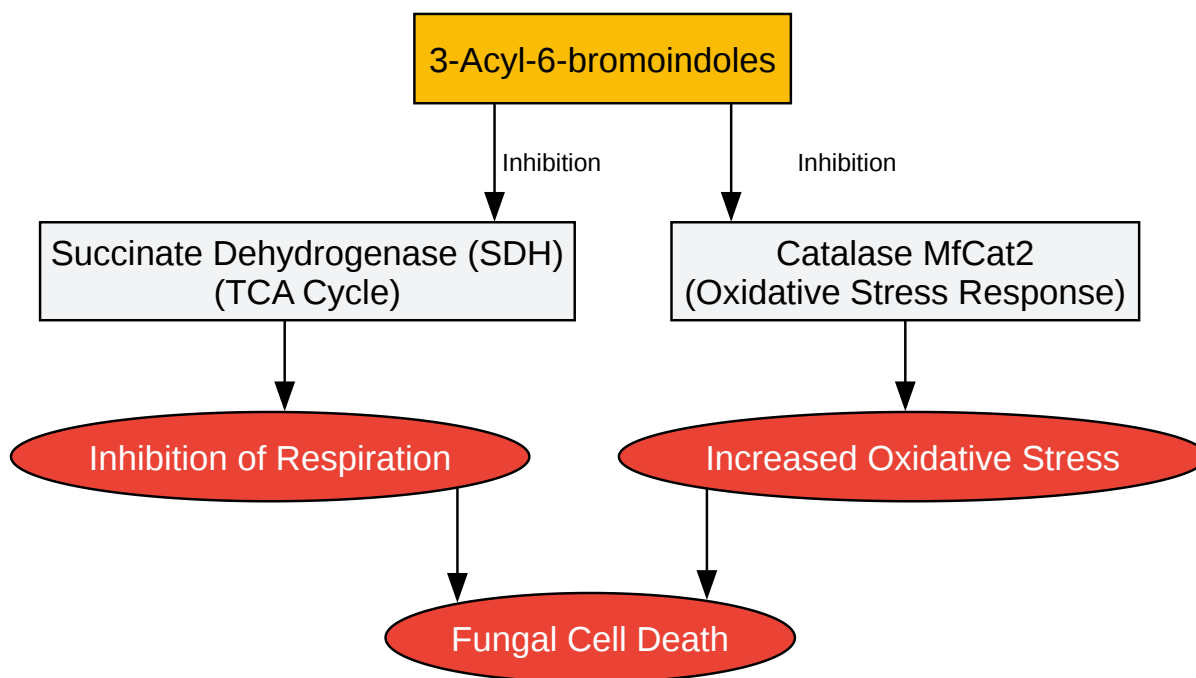 3-Acyl-6-bromoindoles
Inhibition
Inhibition
Succinate Dehydrogenase (SDH)
(TCA Cycle)
Catalase MfCat2
(Oxidative Stress Response)
Inhibition of Respiration
Increased Oxidative Stress
Fungal Cell Death